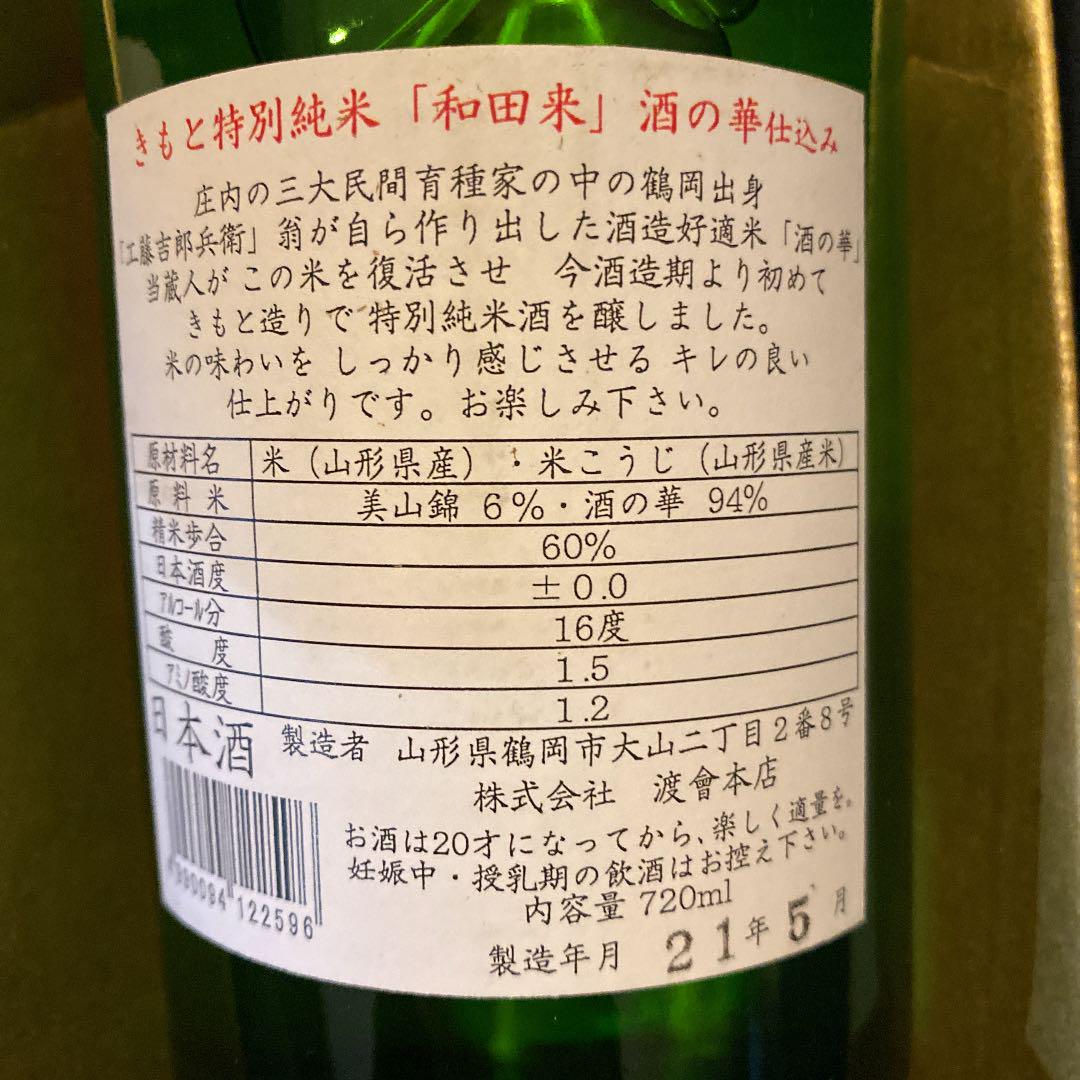 きもと特別純米「和田来」酒の華仕込み
庄内の三大民間育種家の中の鶴岡出身
「工藤吉郎兵衛」翁が自ら作り出した酒造好適米「酒の華」
当蔵人が この米を復活させ 今酒造期より初めて
きもと造りで 特別純米酒を醸しました。
米の味わいを しっかり感じさせる キレの良い
仕上がりです。お楽しみ下さい。
原材料名 米（山形県産）・米こうじ（山形県産米）
原料米 美山錦 6%・酒の華 94%
精米歩合 60%
日本酒度 ±0.0
アルコール分 16度
酸度 1.5
アミノ酸度 1.2
日本酒 製造者 山形県鶴岡市大山二丁目2番8号
株式会社 渡會本店
お酒は20才になってから、楽しく適量を。
妊娠中・授乳期の飲酒はお控え下さい。
内容量 720ml
製造年月 21年5月
4990084 122596